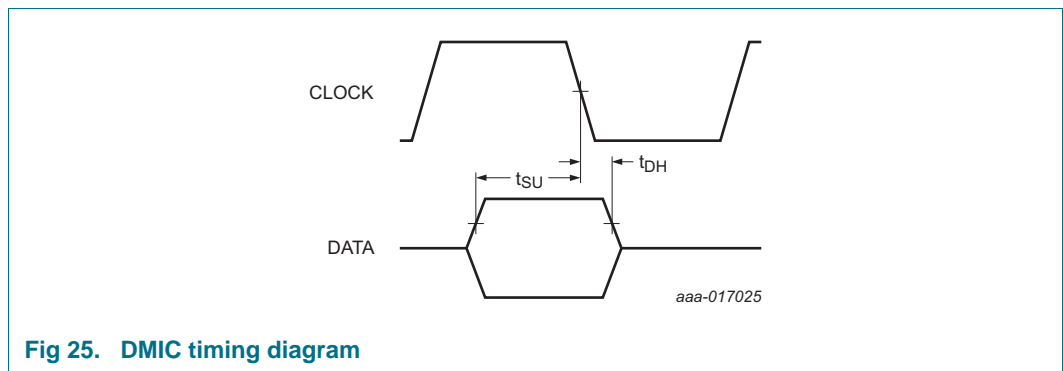 CLOCK
tDH
tSU
DATA
aaa-017025
Fig 25. DMIC timing diagram